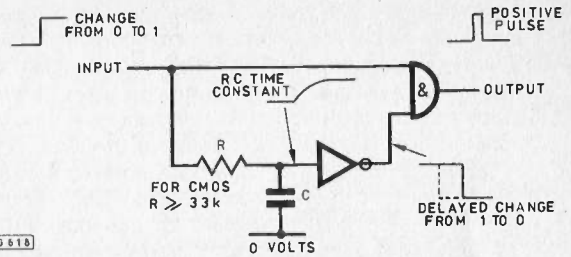 CHANGE
FROM 0 TO 1
POSITIVE
PULSE
INPUT
RC TIME
CONSTANT
&
OUTPUT
R
FOR CMOS
R ⩾ 33k
C
DELAYED CHANGE
FROM 1 TO 0
0 VOLTS